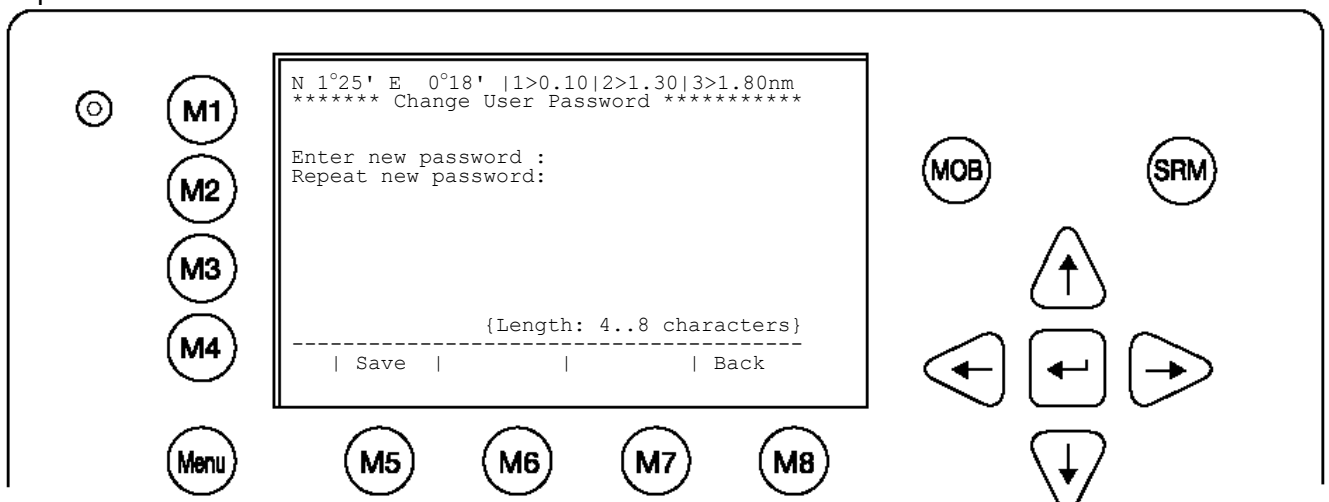 N 1°25' E  0°18' |1>0.10|2>1.30|3>1.80nm
******* Change User Password ***********
Enter new password :
Repeat new password:
{Length: 4..8 characters}
----------------------------------------
| Save  |         |         | Back
M1
M2
M3
M4
Menu
M5
M6
M7
M8
MOB
SRM